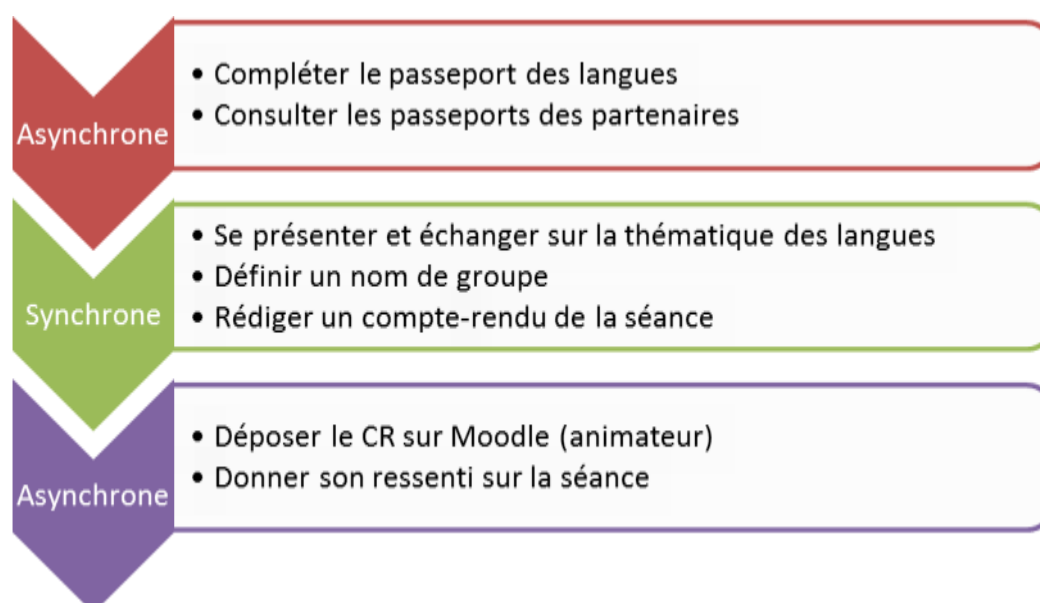 Asynchrone
• Compléter le passeport des langues
• Consulter les passeports des partenaires
Synchrone
• Se présenter et échanger sur la thématique des langues
• Définir un nom de groupe
• Rédiger un compte-rendu de la séance
Asynchrone
• Déposer le CR sur Moodle (animateur)
• Donner son ressenti sur la séance